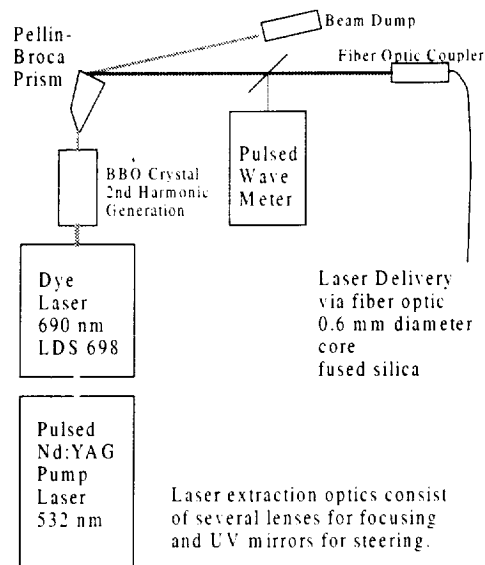 Pellin-
Broca
Prism
Beam Dump
Fiber Optic Coupler
BBO Crystal
2nd Harmonic
Generation
Pulsed
Wave
Meter
Dye
Laser
690 nm
LDS 698
Laser Delivery
via fiber optic
0.6 mm diameter
core
fused silica
Pulsed
Nd:YAG
Pump
Laser
532 nm
Laser extraction optics consist
of several lenses for focusing
and UV mirrors for steering.